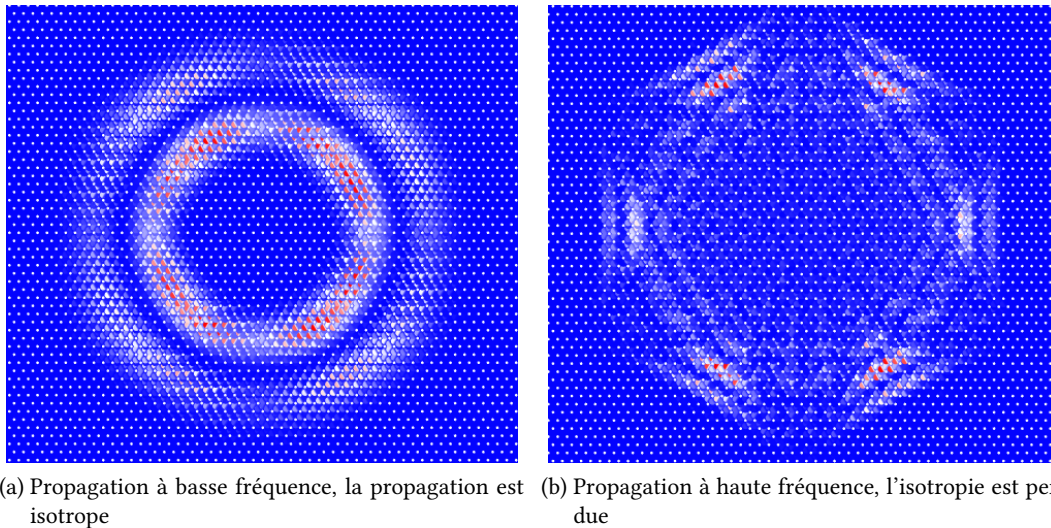 (a) Propagation à basse fréquence, la propagation est
isotrope
(b) Propagation à haute fréquence, l'isotropie est per
due